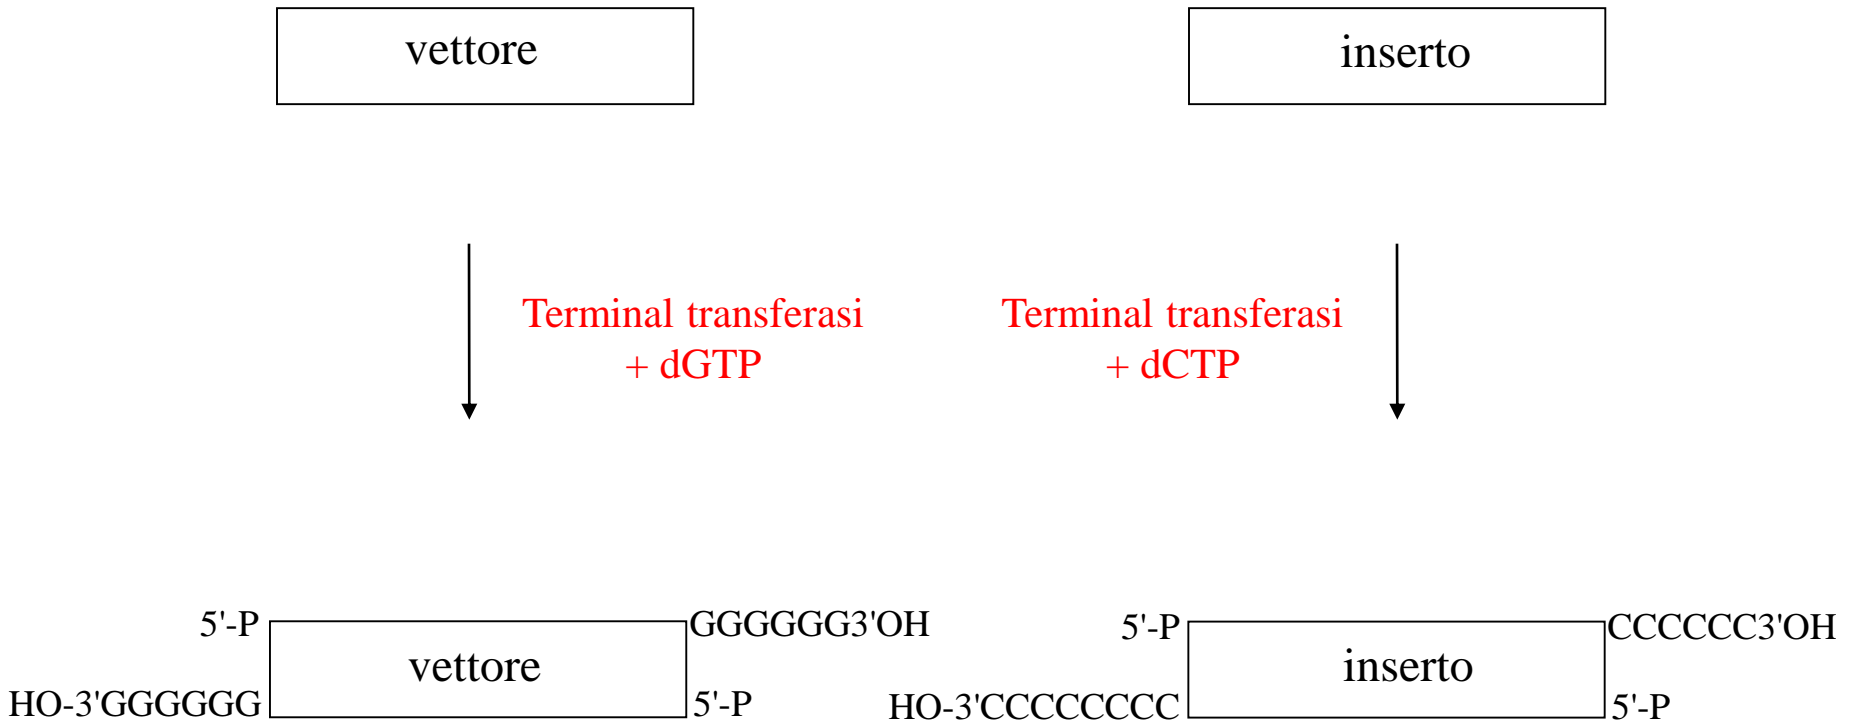 vettore
inserto
Terminal transferasi
+ dGTP
Terminal transferasi
+ dCTP
5'-P
GGGGGG3'OH
vettore
HO-3'GGGGGG
5'-P
5'-P
CCCCCC3'OH
inserto
HO-3'CCCCCCCC
5'-P